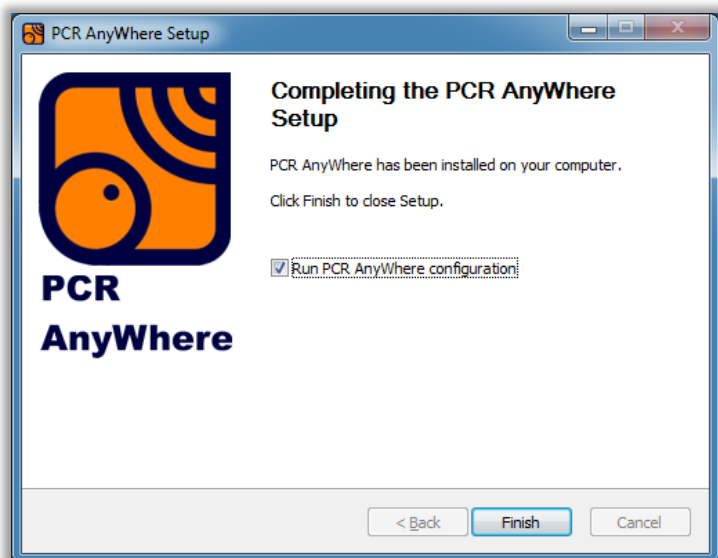 PCR AnyWhere Setup
Completing the PCR AnyWhere
Setup
PCR AnyWhere has been installed on your computer.
Click Finish to close Setup.
Run PCR AnyWhere configuration
PCR
AnyWhere
< Back
Finish
Cancel